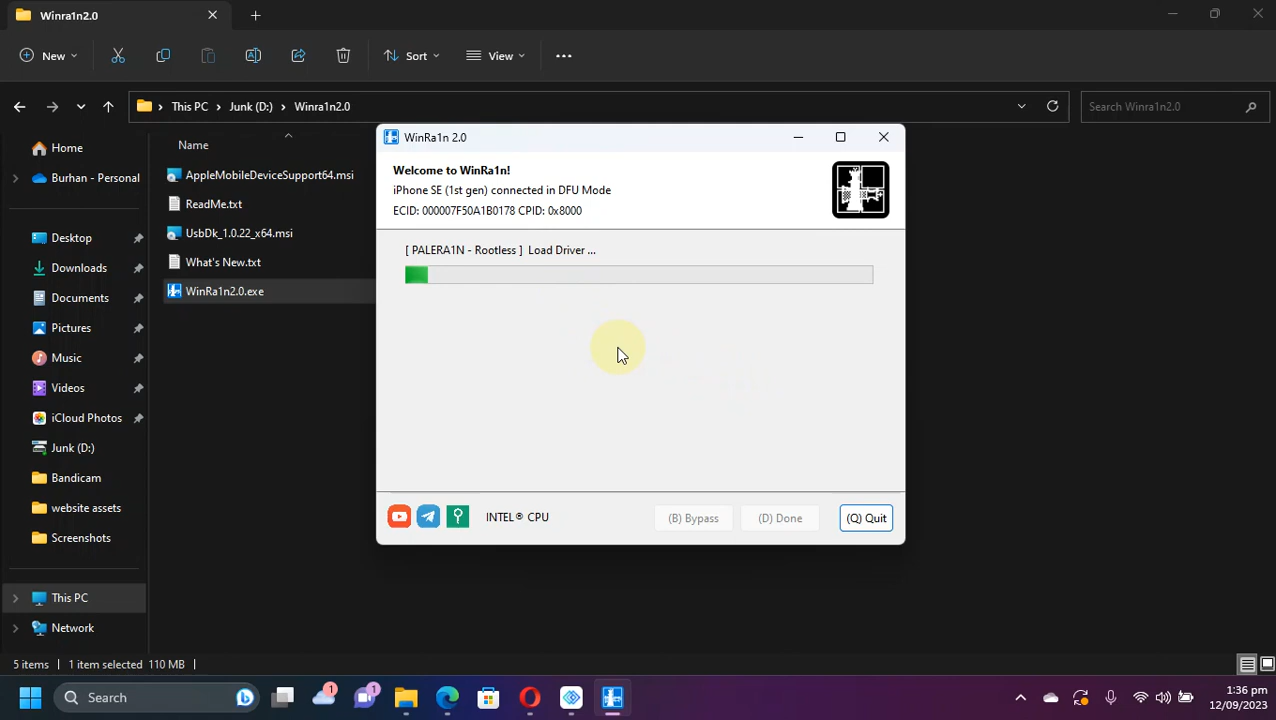 Winra1n2.0
New
Sort
View
This PC
Junk (D:)
Winra1n2.0
Search Winra1n2.0
Home
Burhan - Personal
Desktop
Downloads
Documents
Pictures
Music
Videos
iCloud Photos
Junk (D:)
Bandicam
website assets
Screenshots
This PC
Network
Name
AppleMobileDeviceSupport64.msi
ReadMe.txt
UsbDk_1.0.22_x64.msi
What's New.txt
WinRa1n2.0.exe
WinRa1n 2.0
Welcome to WinRa1n!
iPhone SE (1st gen) connected in DFU Mode
ECID: 000007F50A1B0178 CPID: 0x8000
[ PALERA1N - Rootless ] Load Driver ...
INTEL® CPU
(B) Bypass
(D) Done
(Q) Quit
5 items
1 item selected 110 MB
Search
1
1
1:36 pm
12/09/2023